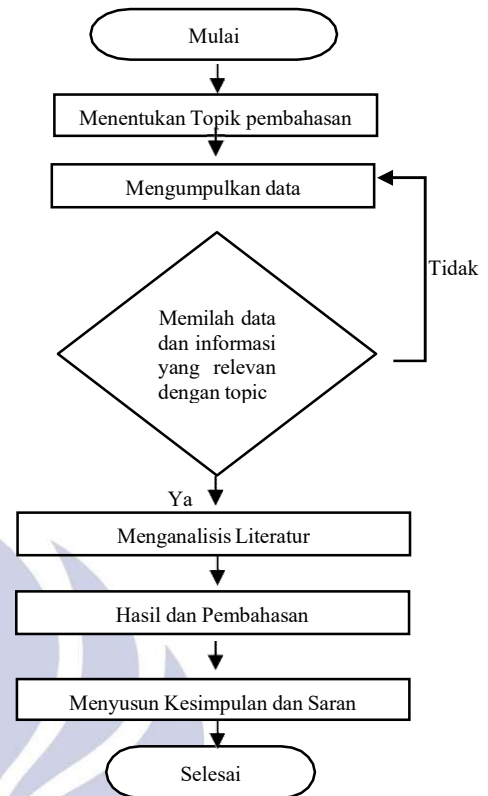 Mulai
Menentukan Topik pembahasan
Mengumpulkan data
Tidak
Memilah data
dan informasi
yang relevan
dengan topic
Ya
Menganalisis Literatur
Hasil dan Pembahasan
Menyusun Kesimpulan dan Saran
Selesai